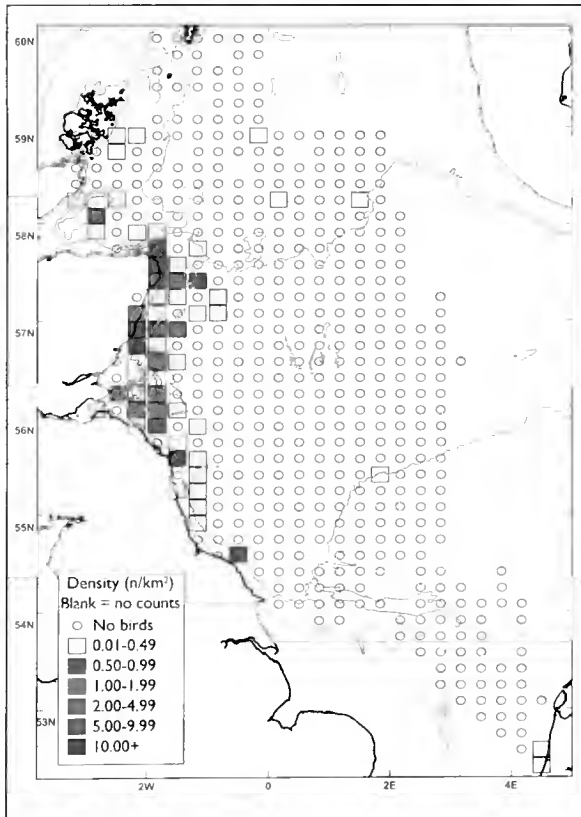 60N
59N
58N
57N
56N
55N
54N
53N
Density (n/km²)
Blank = no counts
No birds
0.01-0.49
0.50-0.99
1.00-1.99
2.00-4.99
5.00-9.99
10.00+
2W 0 2E 4E